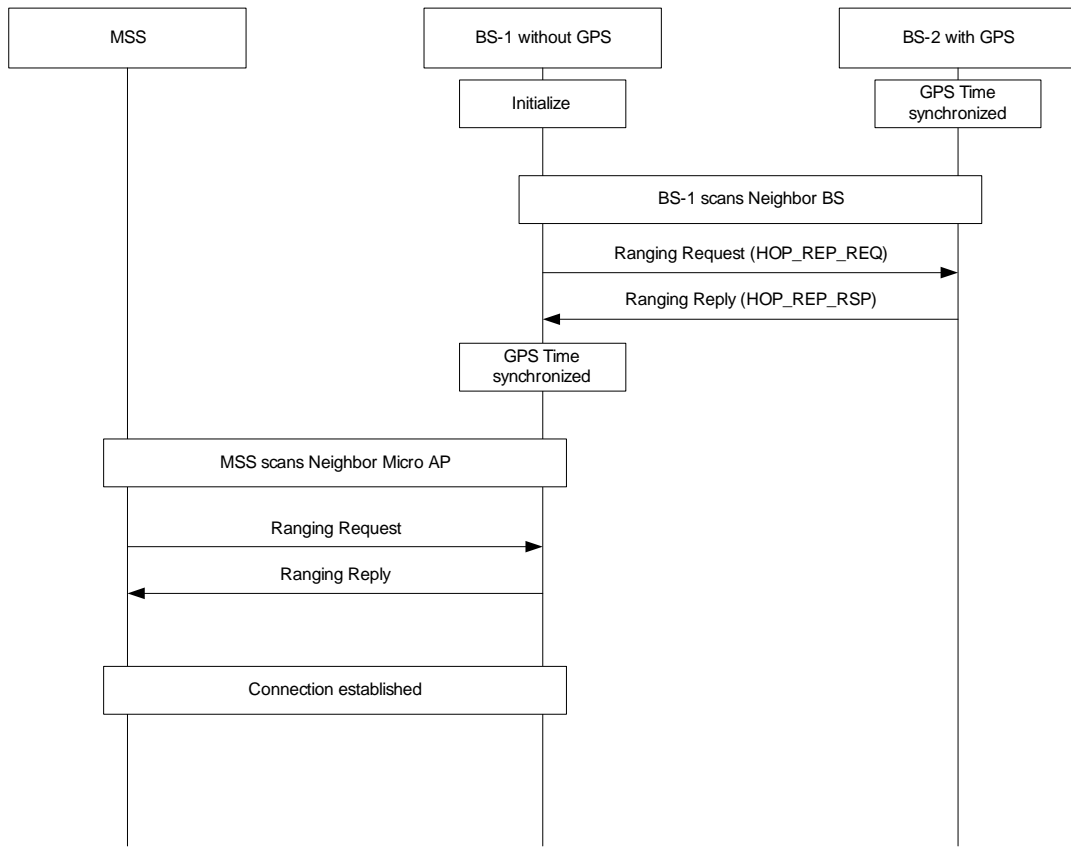 MSS
BS-1 without GPS
BS-2 with GPS
Initialize
GPS Time
synchronized
BS-1 scans Neighbor BS
Ranging Request (HOP_REP_REQ)
Ranging Reply (HOP_REP_RSP)
GPS Time
synchronized
MSS scans Neighbor Micro AP
Ranging Request
Ranging Reply
Connection established